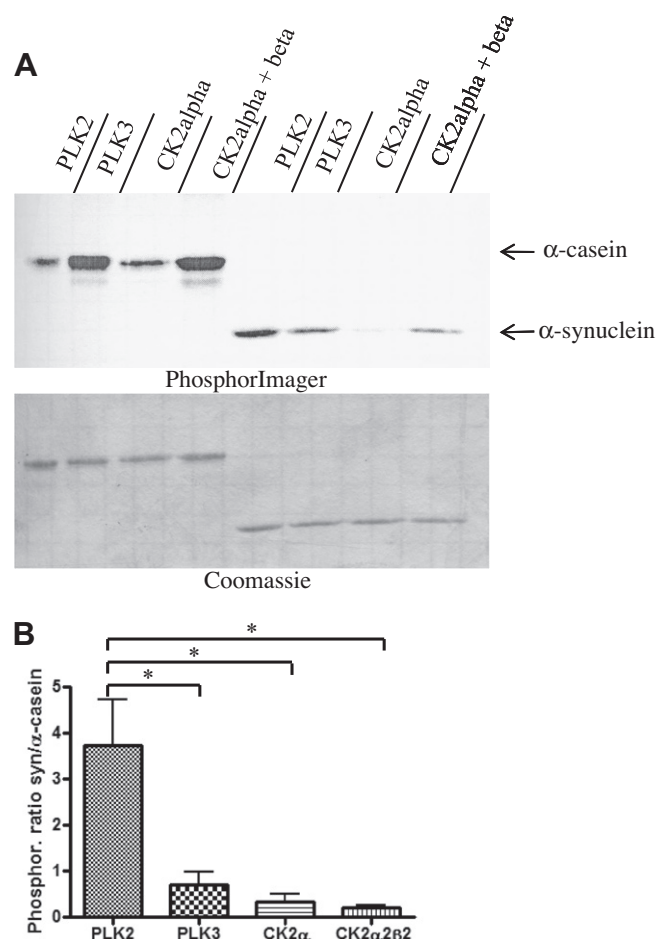 A
PLK2
PLK3
CK2alpha
CK2alpha + beta
PLK2
PLK3
CK2alpha
CK2alpha + beta
α-casein
α-synuclein
PhosphorImager
Coomassie
B
*
*
*
Phosphor. ratio syn/α-casein
5
4
3
2
1
0
PLK2
PLK3
CK2α
CK2α2β2